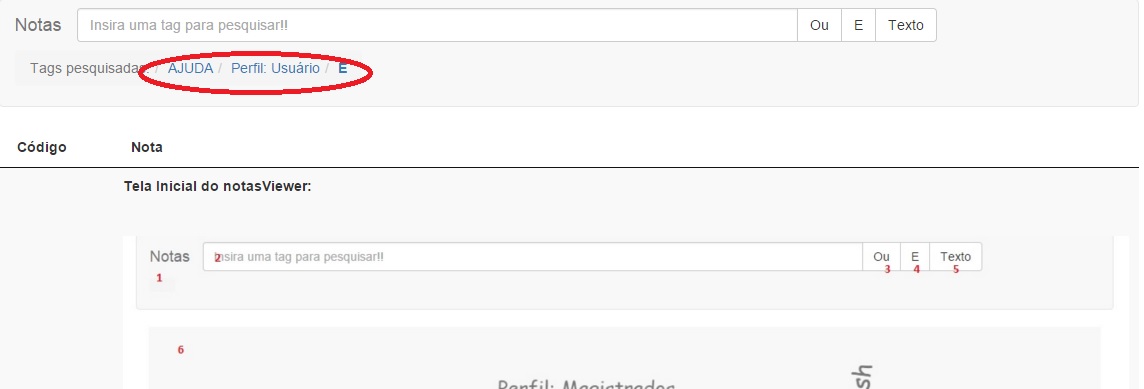 Notas Insira uma tag para pesquisar!! Ou E Texto
Tags pesquisadas / AJUDA / Perfil: Usuário / E
Código Nota
Tela Inicial do notasViewer:
Notas 2 Insira uma tag para pesquisar!! Ou E Texto
1 3 4 5
6
Perfil: Magistrados
sh